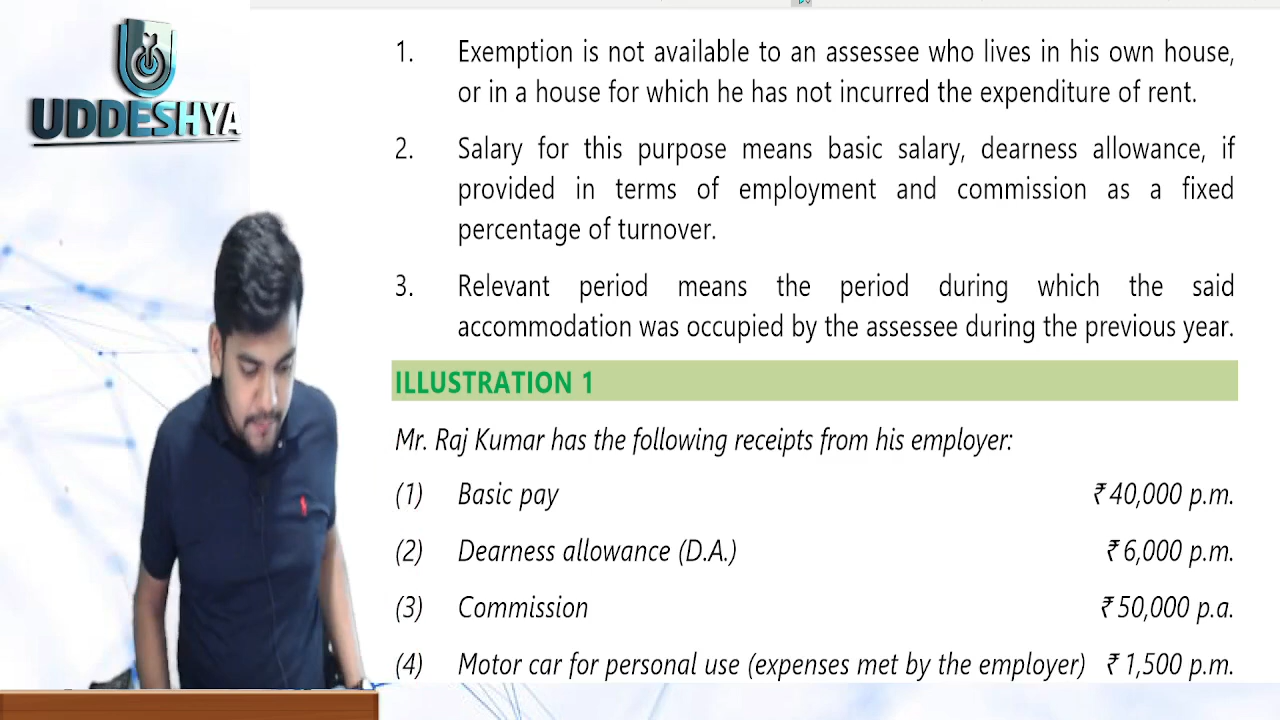 UDDESHYA
1. Exemption is not available to an assessee who lives in his own house,
or in a house for which he has not incurred the expenditure of rent.
2. Salary for this purpose means basic salary, dearness allowance, if
provided in terms of employment and commission as a fixed
percentage of turnover.
3. Relevant period means the period during which the said
accommodation was occupied by the assessee during the previous year.
ILLUSTRATION 1
Mr. Raj Kumar has the following receipts from his employer:
(1) Basic pay ₹ 40,000 p.m.
(2) Dearness allowance (D.A.) ₹ 6,000 p.m.
(3) Commission ₹ 50,000 p.a.
(4) Motor car for personal use (expenses met by the employer) ₹ 1,500 p.m.